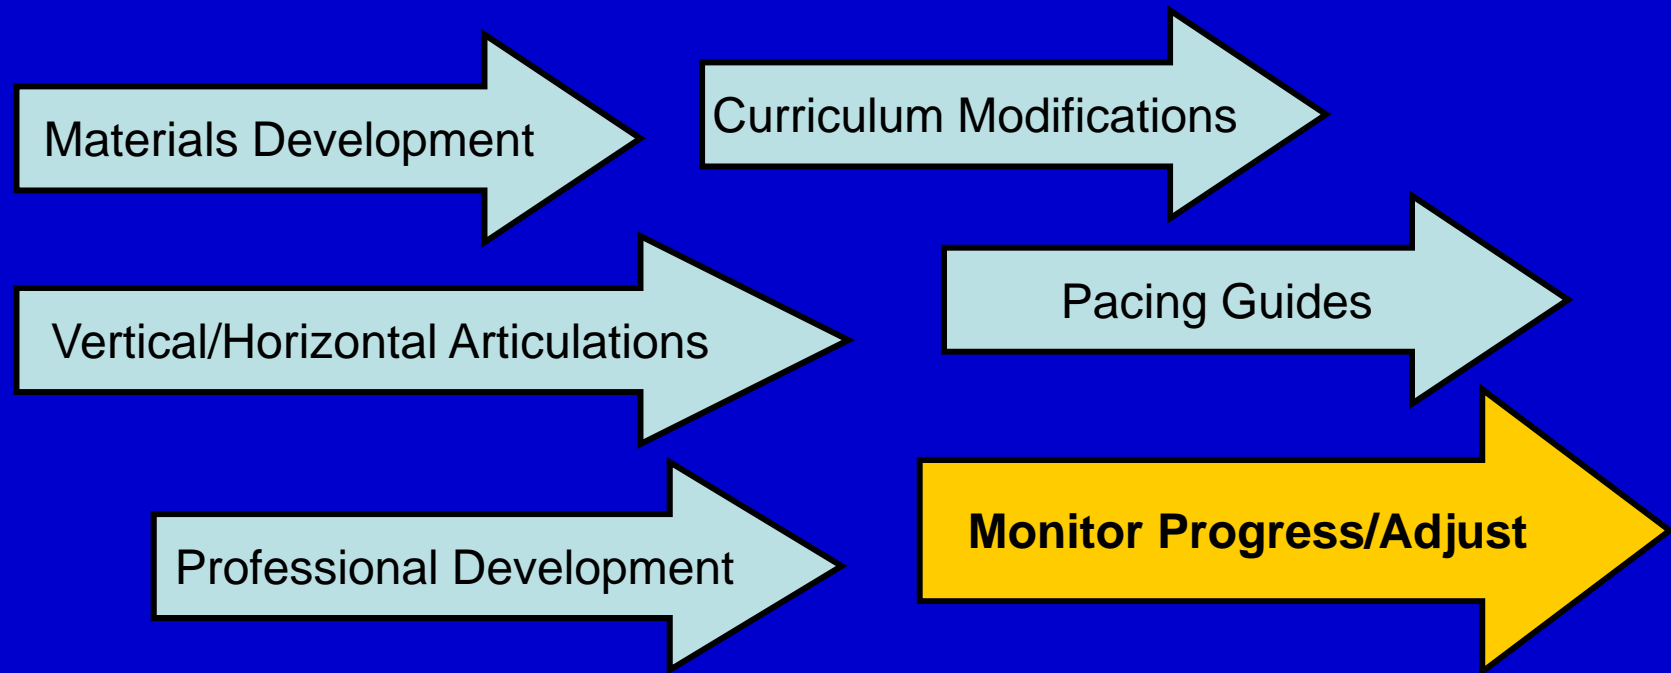 Materials Development
Curriculum Modifications
Vertical/Horizontal Articulations
Pacing Guides
Professional Development
Monitor Progress/Adjust